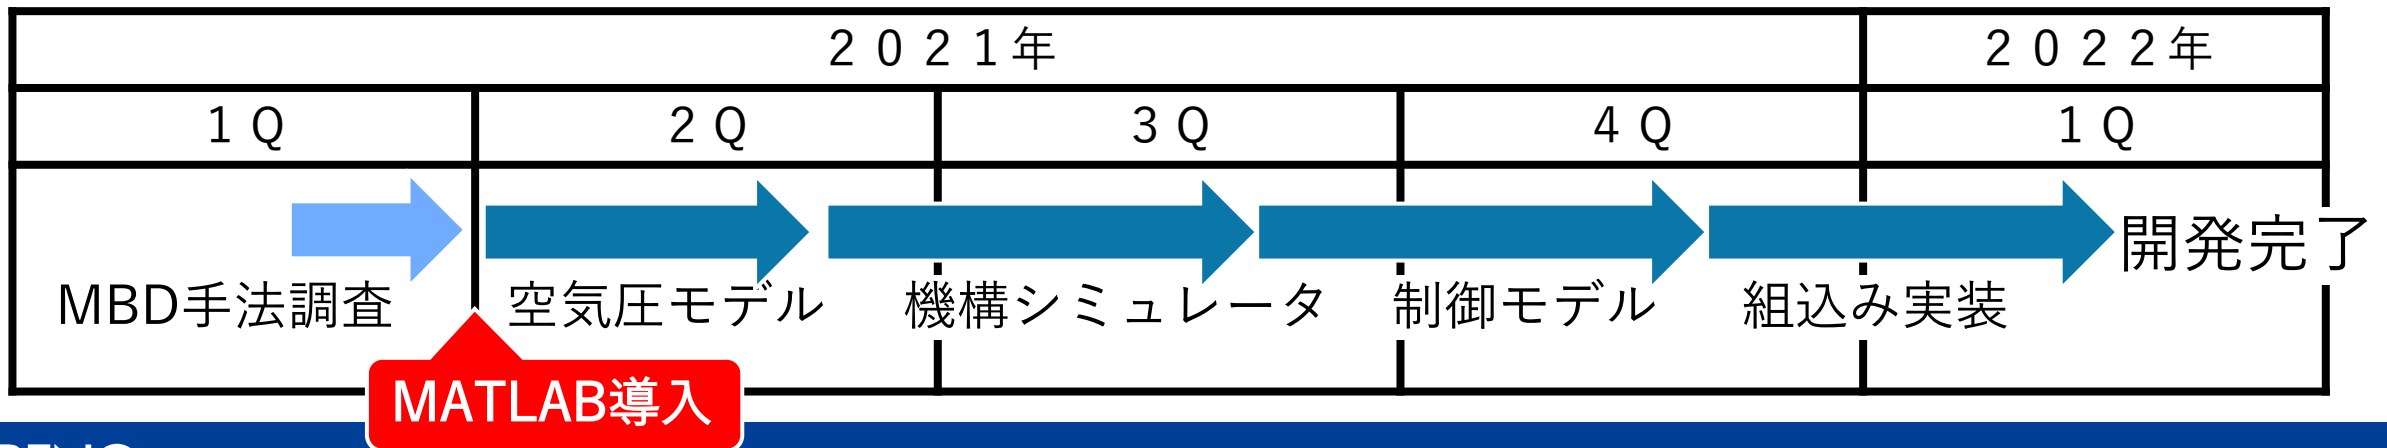 ２０２１年 ２０２２年
１Ｑ ２Ｑ ３Ｑ ４Ｑ １Ｑ
開発完了
MBD手法調査 空気圧モデル 機構シミュレータ 制御モデル 組込み実装
MATLAB導入